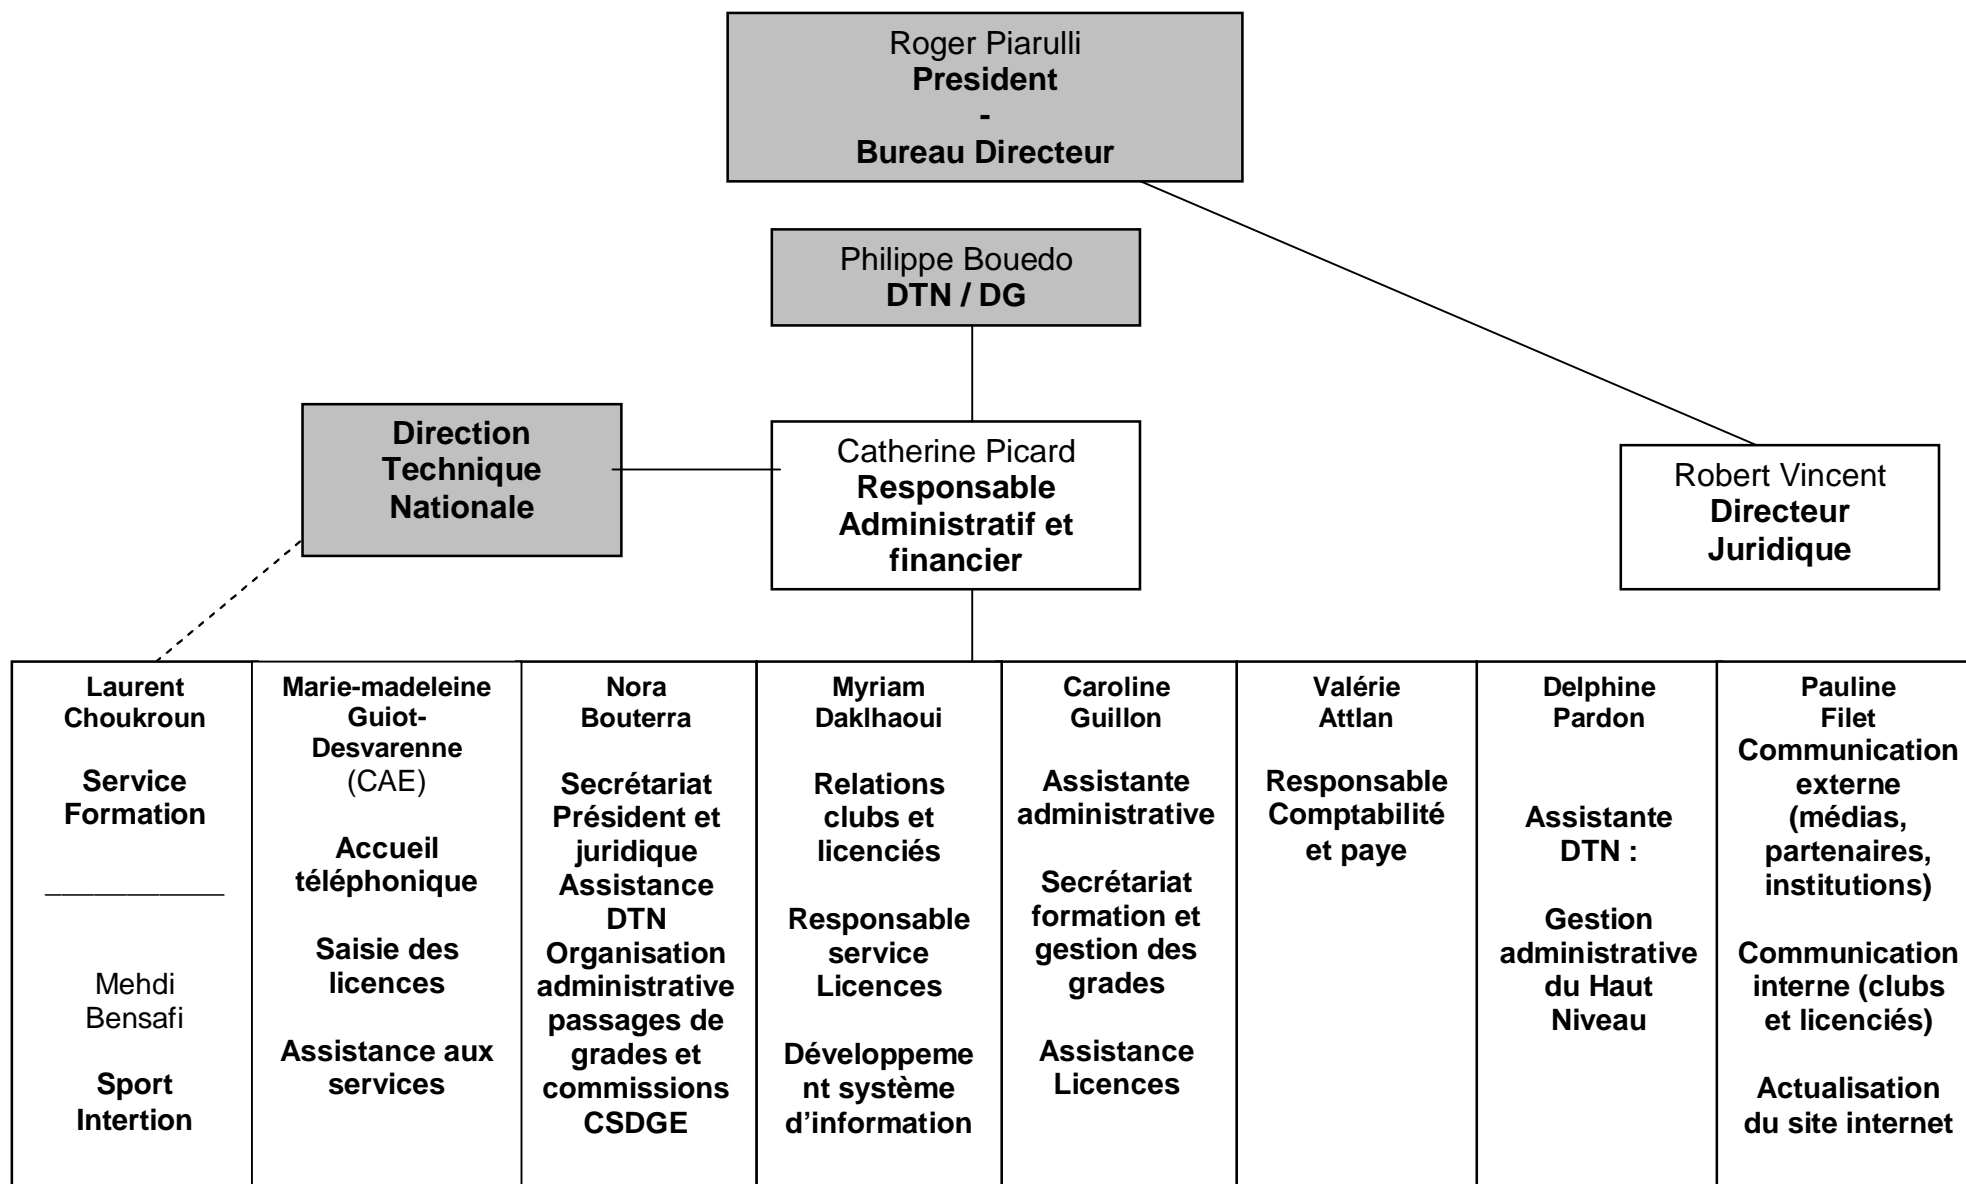 Roger Piarulli
President
-
Bureau Directeur
Philippe Bouedo
DTN / DG
Direction
Technique
Nationale
Catherine Picard
Responsable
Administratif et
financier
Robert Vincent
Directeur
Juridique
Laurent
Choukroun
Service
Formation
____________
Mehdi
Bensafi
Sport
Intertion
Marie-madeleine
Guiot-
Desvarenne
(CAE)
Accueil
téléphonique
Saisie des
licences
Assistance aux
services
Nora
Bouterra
Secrétariat
Président et
juridique
Assistance
DTN
Organisation
administrative
passages de
grades et
commissions
CSDGE
Myriam
Daklhaoui
Relations
clubs et
licenciés
Responsable
service
Licences
Développeme
nt système
d’information
Caroline
Guillon
Assistante
administrative
Secrétariat
formation et
gestion des
grades
Assistance
Licences
Valérie
Attlan
Responsable
Comptabilité
et paye
Delphine
Pardon
Assistante
DTN :
Gestion
administrative
du Haut
Niveau
Pauline
Filet
Communication
externe
(médias,
partenaires,
institutions)
Communication
interne (clubs
et licenciés)
Actualisation
du site internet